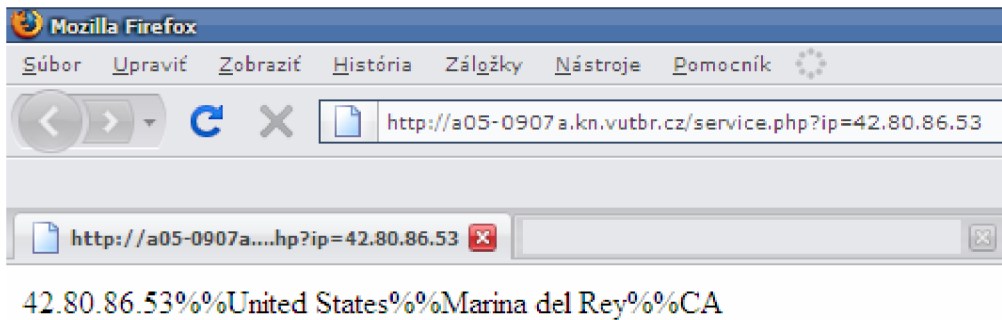 Mozilla Firefox
Súbor Upraviť Zobraziť História Záložky Nástroje Pomocník
http://a05-0907a.kn.vutbr.cz/service.php?ip=42.80.86.53
http://a05-0907a....hp?ip=42.80.86.53
42.80.86.53%%United States%%Marina del Rey%%CA